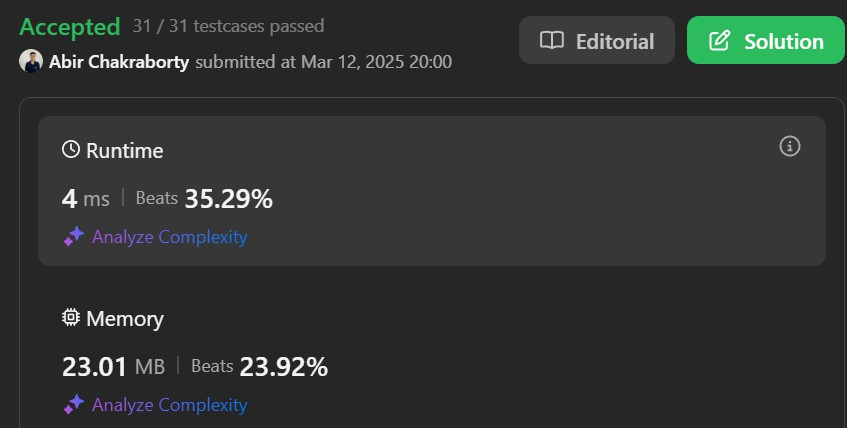 Accepted 31 / 31 testcases passed
Abir Chakraborty submitted at Mar 12, 2025 20:00
Editorial
Solution
Runtime
4 ms | Beats 35.29%
Analyze Complexity
Memory
23.01 MB | Beats 23.92%
Analyze Complexity